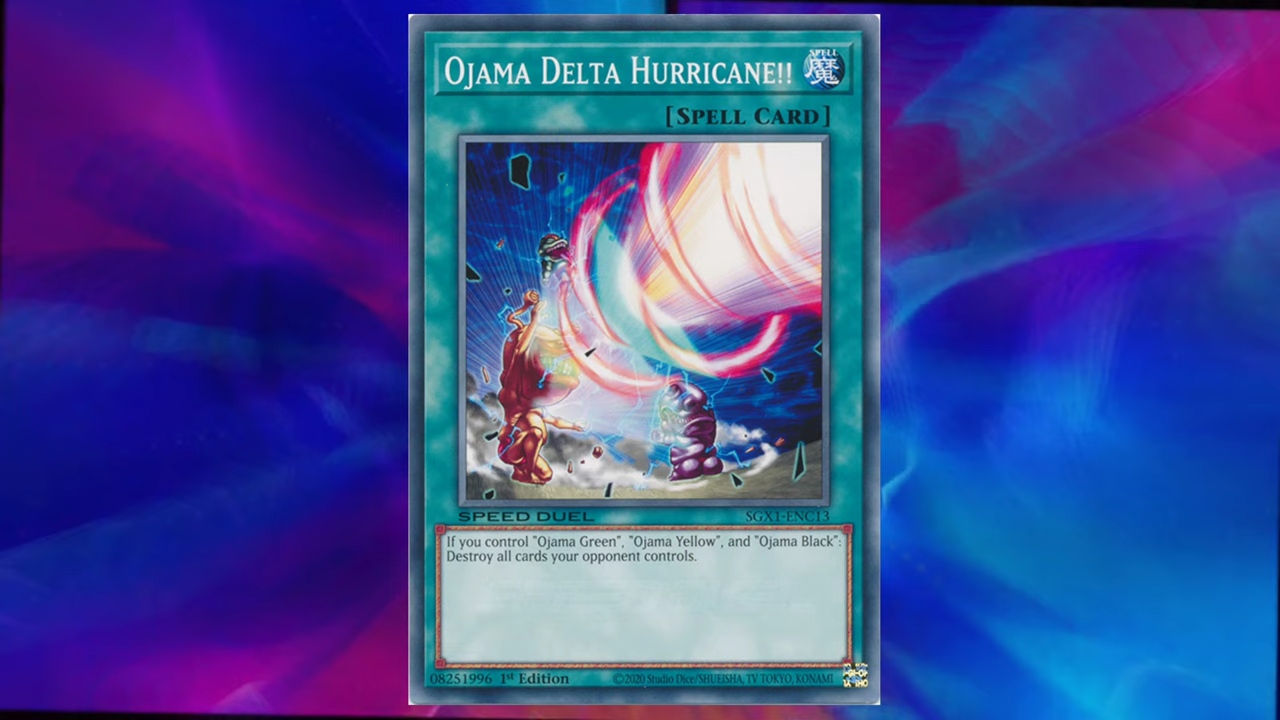 OJAMA DELTA HURRICANE!!
SPELL
魔
[SPELL CARD]
SPEED DUEL
SGX1-ENC13
If you control "Ojama Green", "Ojama Yellow", and "Ojama Black":
Destroy all cards your opponent controls.
08251996 1st Edition ©2020 Studio Dice/SHUEISHA, TV TOKYO, KONAMI